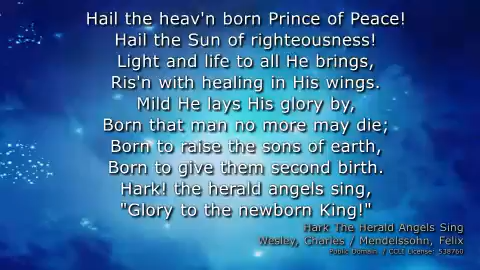 Hail the heav'n born Prince of Peace!
Hail the Sun of righteousness!
Light and life to all He brings,
Ris'n with healing in His wings.
Mild He lays His glory by,
Born that man no more may die;
Born to raise the sons of earth,
Born to give them second birth.
Hark! the herald angels sing,
"Glory to the newborn King!"
Hark The Herald Angels Sing
Wesley, Charles / Mendelssohn, Felix
Public Domain / CCLI License: 538760